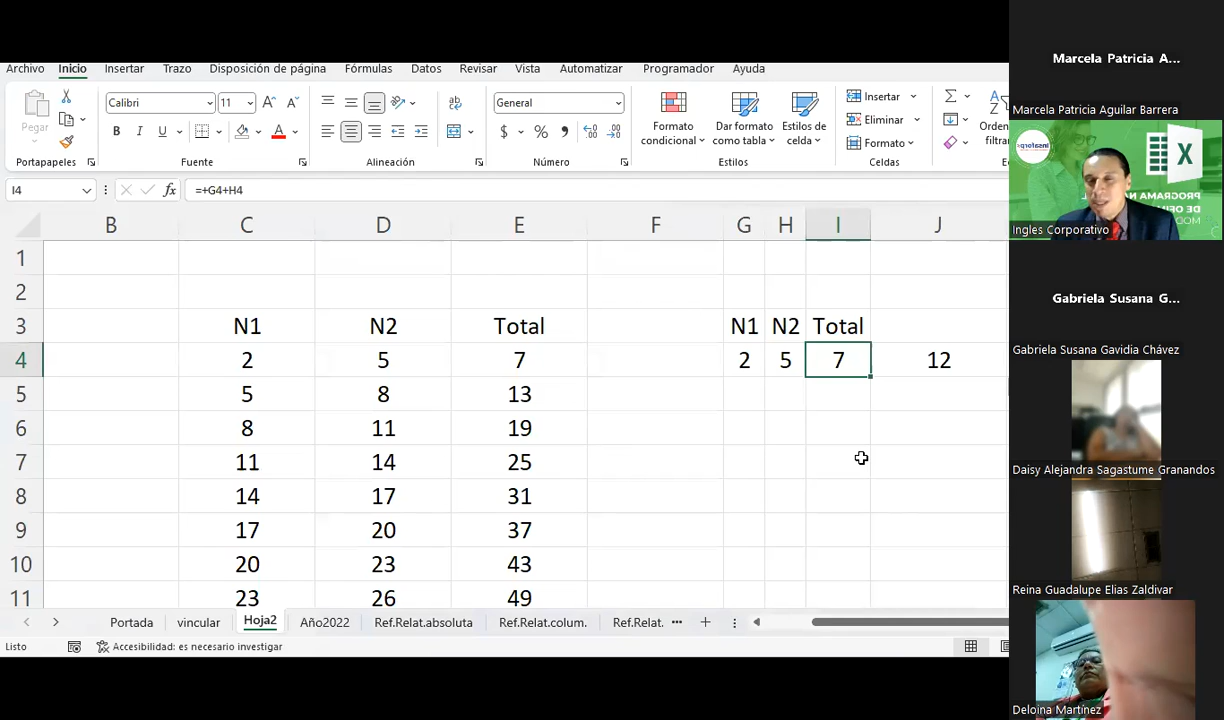 Archivo Inicio Insertar Trazo Disposición de página Fórmulas Datos Revisar Vista Automatizar Programador Ayuda
Pegar
Calibri 11
General
Formato condicional
Dar formato como tabla
Estilos de celda
Insertar
Eliminar
Formato
Orden
filtrar
Portapapeles Fuente Alineación Número Estilos Celdas
I4 =+G4+H4
B C D E F G H I J
1
2
3 N1 N2 Total N1 N2 Total
4 2 5 7 2 5 7 12
5 5 8 13
6 8 11 19
7 11 14 25
8 14 17 31
9 17 20 37
10 20 23 43
11 23 26 49
Portada vincular Hoja2 Año2022 Ref.Relat.absoluta Ref.Relat.colum. Ref.Relat. ...
Listo Accesibilidad: es necesario investigar
Marcela Patricia A...
Marcela Patricia Aguilar Barrera
Ingles Corporativo
Gabriela Susana G...
Gabriela Susana Gavidia Chávez
Daisy Alejandra Sagastume Granandos
Reina Guadalupe Elias Zaldivar
Deloina Martínez